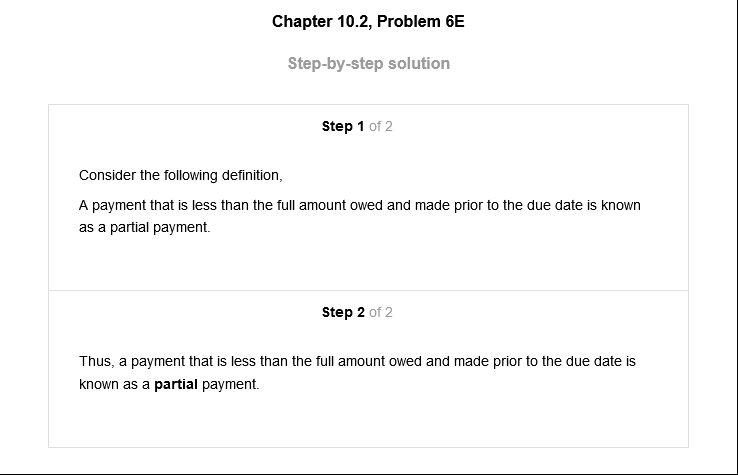 Chapter 10.2, Problem 6E
Step-by-step solution
Step 1 of 2
Consider the following definition,
A payment that is less than the full amount owed and made prior to the due date is known
as a partial payment.
Step 2 of 2
Thus, a payment that is less than the full amount owed and made prior to the due date is
known as a partial payment.